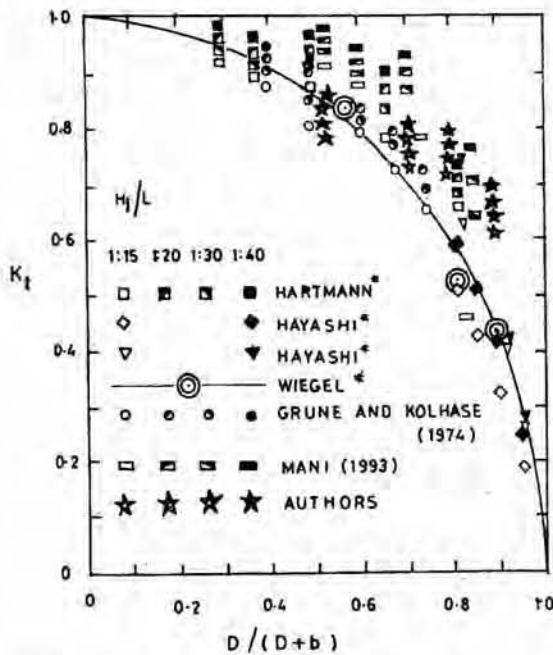 1.0
0.8
0.6
Kt
0.4
0.2
0
Hi/L
1:15 1:20 1:30 1:40
HARTMANN*
HAYASHI*
HAYASHI*
WIEGEL*
GRUNE AND KOLHASE
(1974)
MANI (1993)
AUTHORS
0 0.2 0.4 0.6 0.8 1.0
D/(D+b)